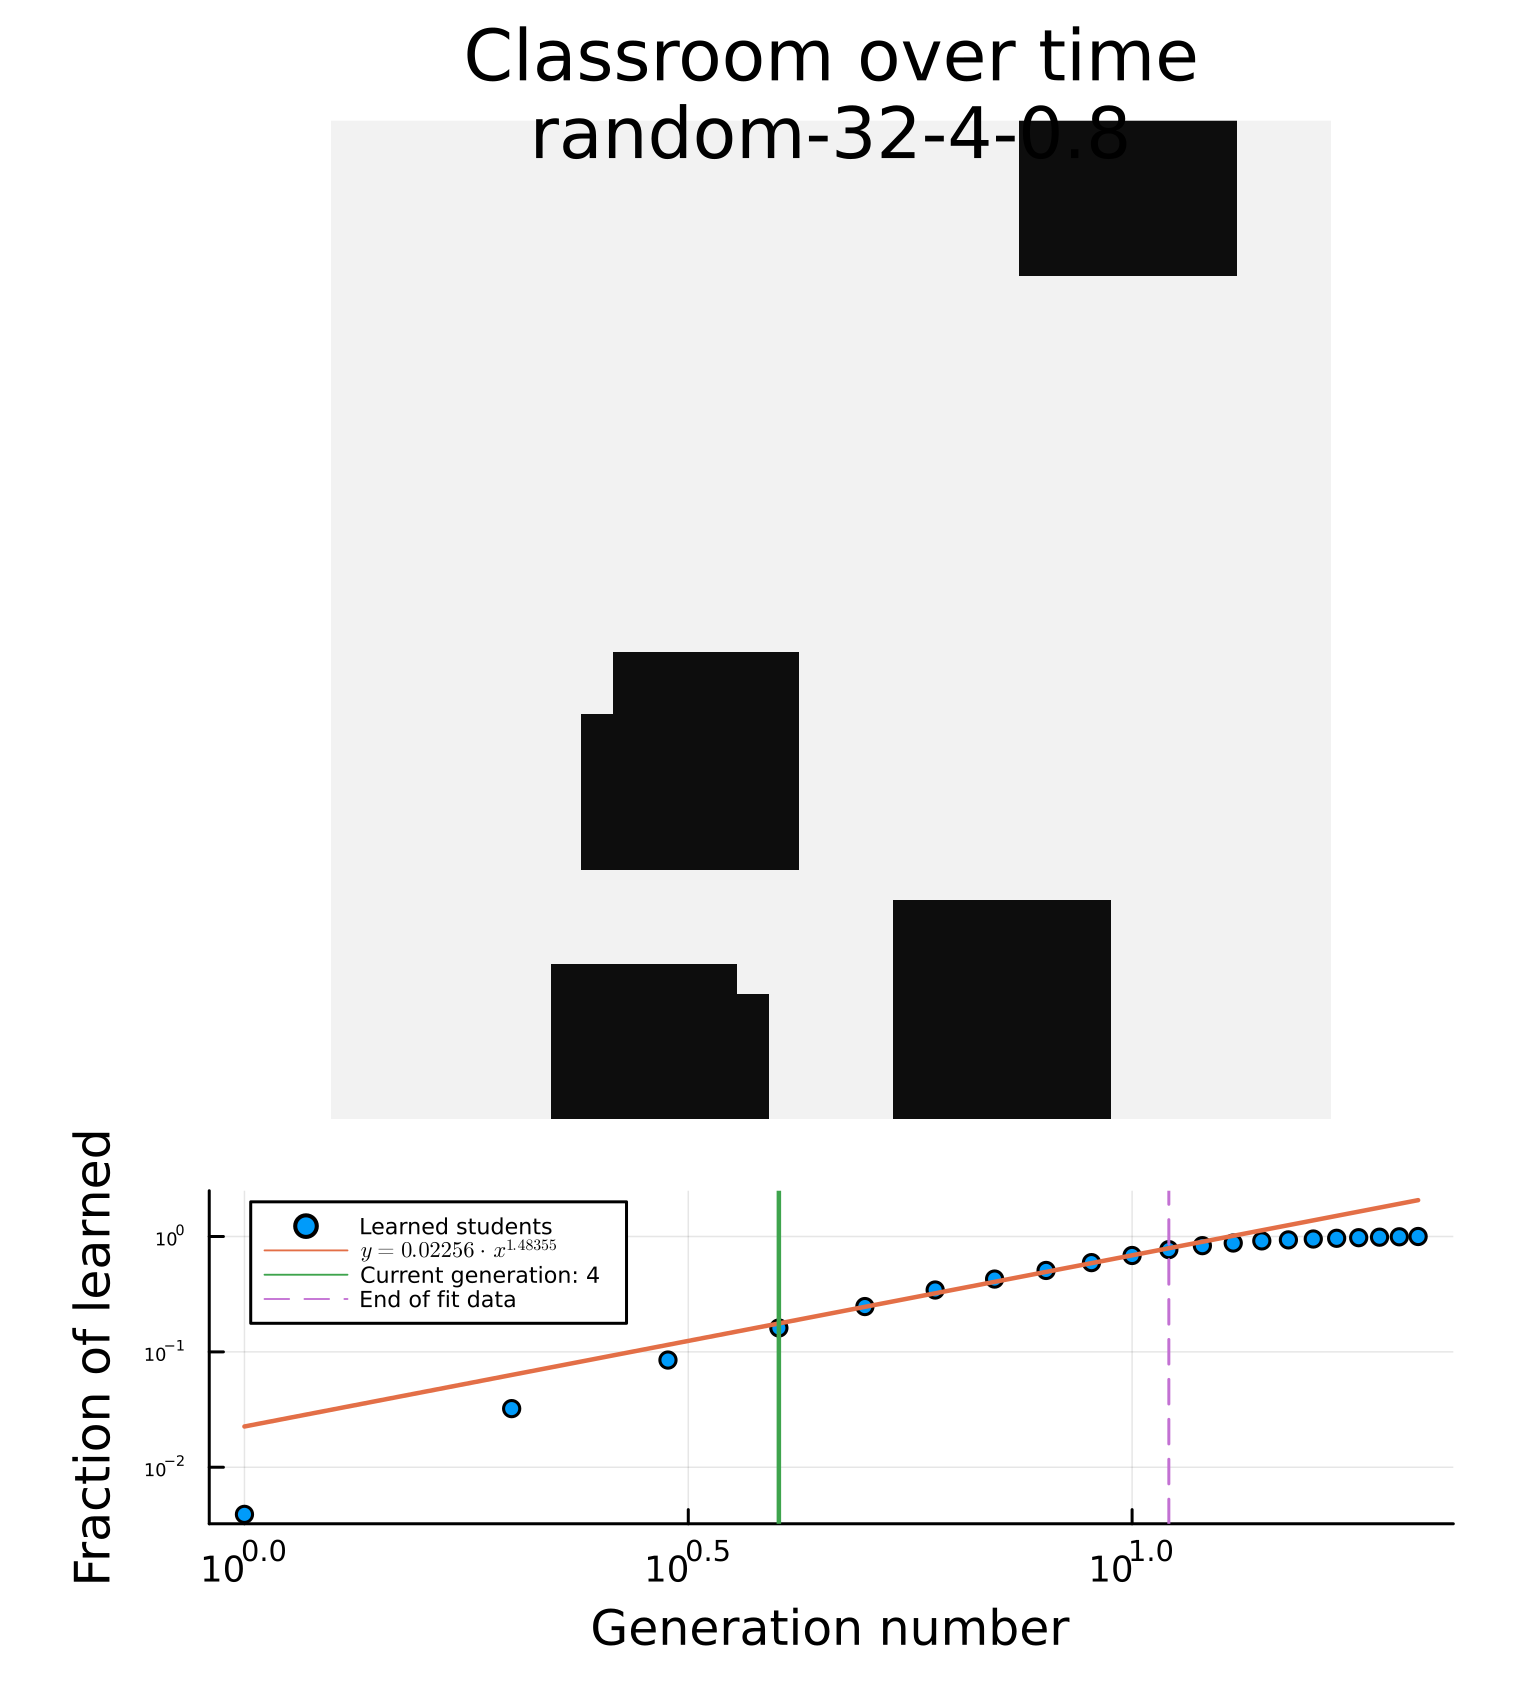 Classroom over time
random-32-4-0.8
Fraction of learned
10⁰
10⁻¹
10⁻²
Learned students
y = 0.02256 · x^1.48355
Current generation: 4
End of fit data
10^0.0 10^0.5 10^1.0
Generation number